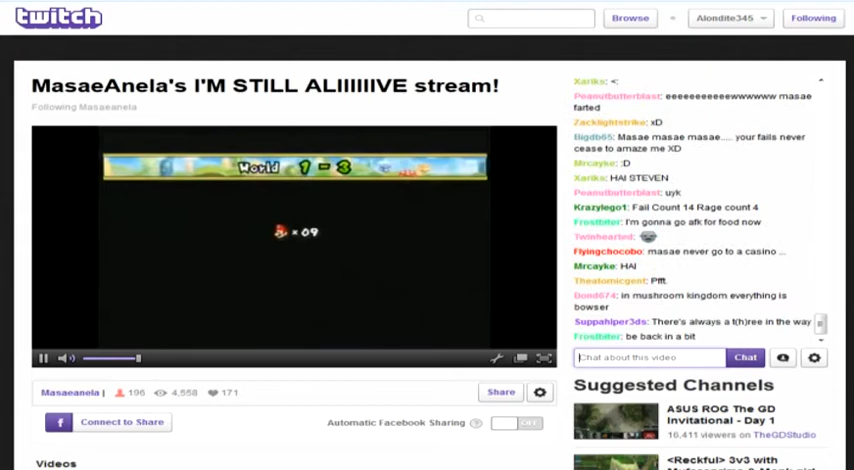 twitch
Browse
Alondite345
Following
MasaeAnela's I'M STILL ALIIIIIIVE stream!
Following Masaeanela
World 1 - 3
× 09
Xariks: <:
Peanutbutterblast: eeeeeeeeeeewwwwww masae
farted
Zacklightstrike: xD
Bigdb65: Masae masae masae..... your fails never
cease to amaze me XD
Mrcayke: :D
Xariks: HAI STEVEN
Peanutbutterblast: uyk
Krazylego1: Fail Count 14 Rage count 4
Frostbiter: I'm gonna go afk for food now
Twinhearted:
Flyingchocobo: masae never go to a casino ...
Mrcayke: HAI
Theatomicgent: Pfft.
Bond674: in mushroom kingdom everything is
bowser
Suppahlper3ds: There's always a t(h)ree in the way
Frostbiter: be back in a bit
Chat about this video
Chat
Masaeanela | 196 4,558 171
Share
f Connect to Share
Automatic Facebook Sharing ? OFF
Videos
Suggested Channels
ASUS ROG The GD
Invitational - Day 1
16,411 viewers on TheGDStudio
<Reckful> 3v3 with